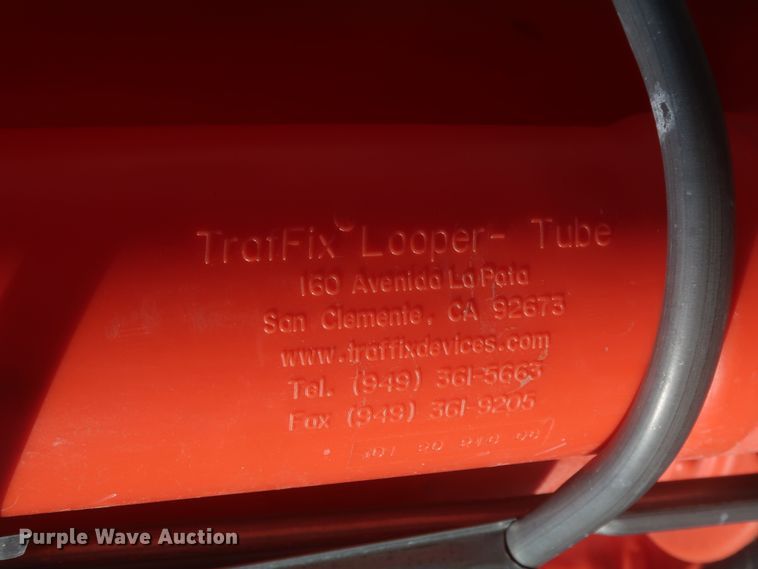 TrafFix Looper- Tube
160 Avenida La Pata
San Clemente, CA 92673
www.traffixdevices.com
Tel. (949) 361-5663
Fax (949) 361-9205
Purple Wave Auction